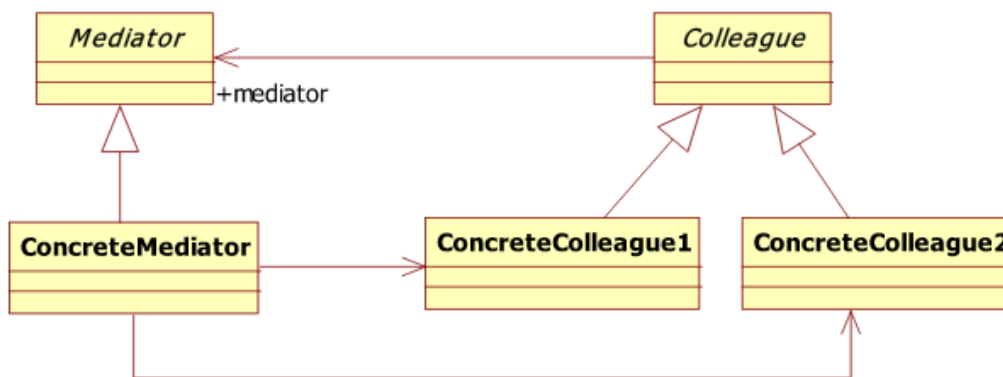 Mediator
Colleague
+mediator
ConcreteMediator
ConcreteColleague1
ConcreteColleague2